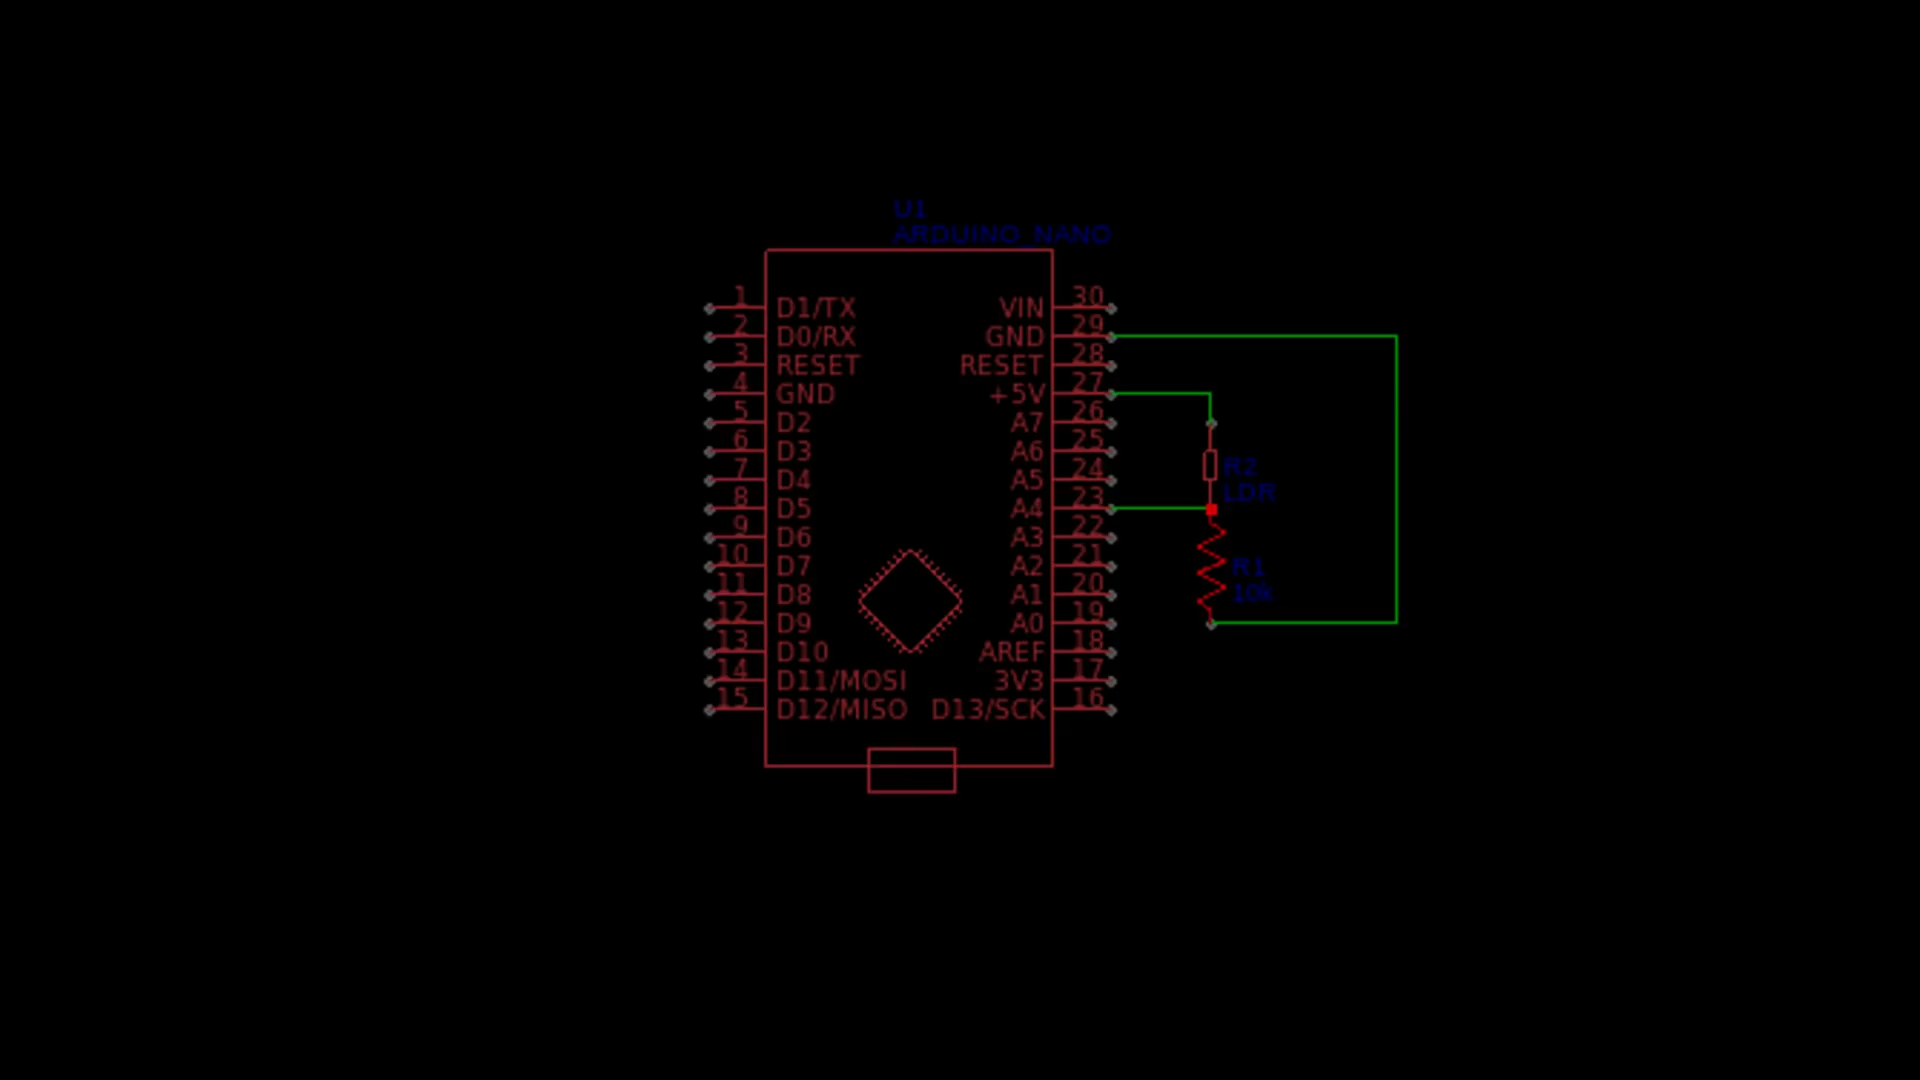 U1
ARDUINO_NANO
1 D1/TX VIN 30
2 D0/RX GND 29
3 RESET RESET 28
4 GND +5V 27
5 D2 A7 26
6 D3 A6 25
7 D4 A5 24
8 D5 A4 23
9 D6 A3 22
10 D7 A2 21
11 D8 A1 20
12 D9 A0 19
13 D10 AREF 18
14 D11/MOSI 3V3 17
15 D12/MISO D13/SCK 16
R2
LDR
R1
10k